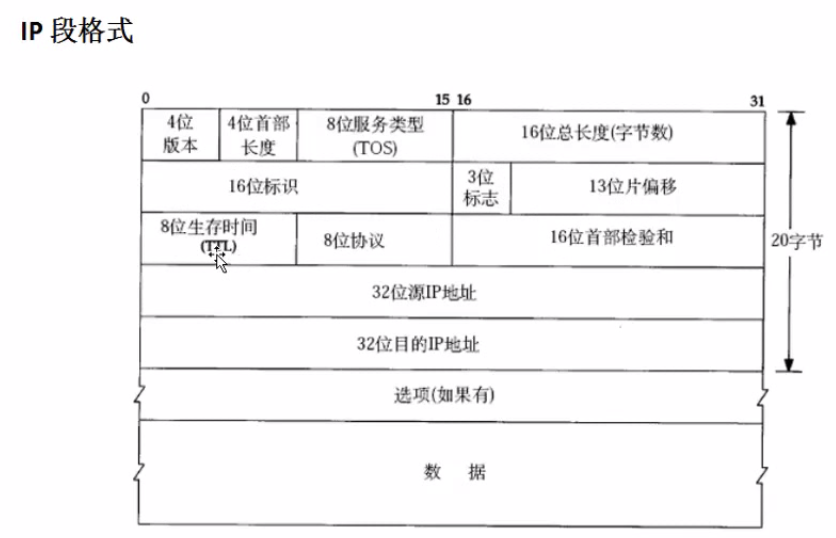 IP 段格式
0 15 16 31
4位
版本
4位首部
长度
8位服务类型
(TOS)
16位总长度(字节数)
16位标识
3位
标志
13位片偏移
8位生存时间
(TTL)
8位协议
16位首部检验和
20字节
32位源IP地址
32位目的IP地址
选项(如果有)
数 据